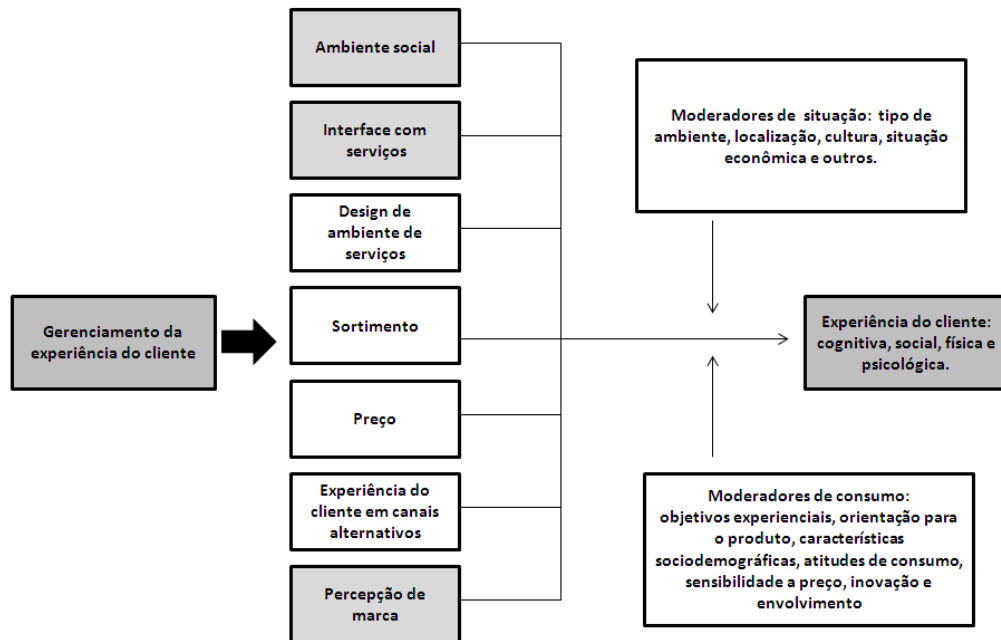 Ambiente social
Interface com
serviços
Design de
ambiente de
serviços
Sortimento
Preço
Experiência do
cliente em canais
alternativos
Percepção de
marca
Gerenciamento da
experiência do cliente
Moderadores de situação: tipo de
ambiente, localização, cultura, situação
econômica e outros.
Experiência do cliente:
cognitiva, social, física e
psicológica.
Moderadores de consumo:
objetivos experienciais, orientação para
o produto, características
sociodemográficas, atitudes de consumo,
sensibilidade a preço, inovação e
envolvimento